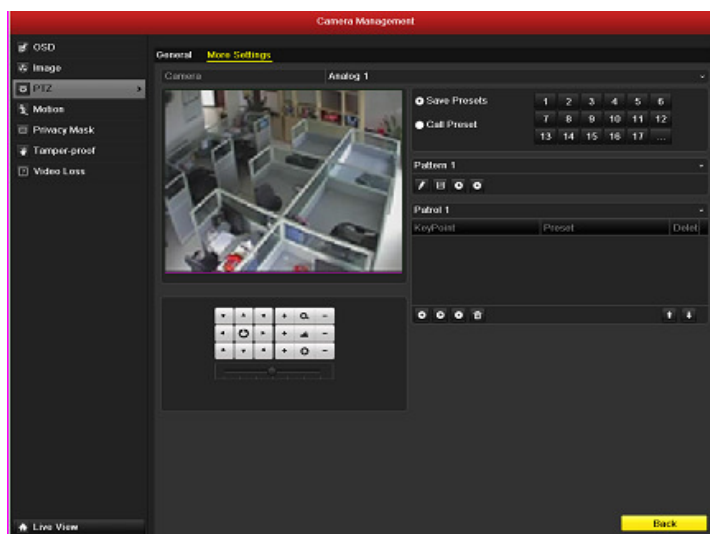 Camera Management
OSD
Image
PTZ
Motion
Privacy Mask
Tamper-proof
Video Loss
Live View
General More Settings
Camera Analog 1
Save Presets
Call Preset
1 2 3 4 5 6
7 8 9 10 11 12
13 14 15 16 17 ...
Pattern 1
Patrol 1
KeyPoint Preset Delet
Back